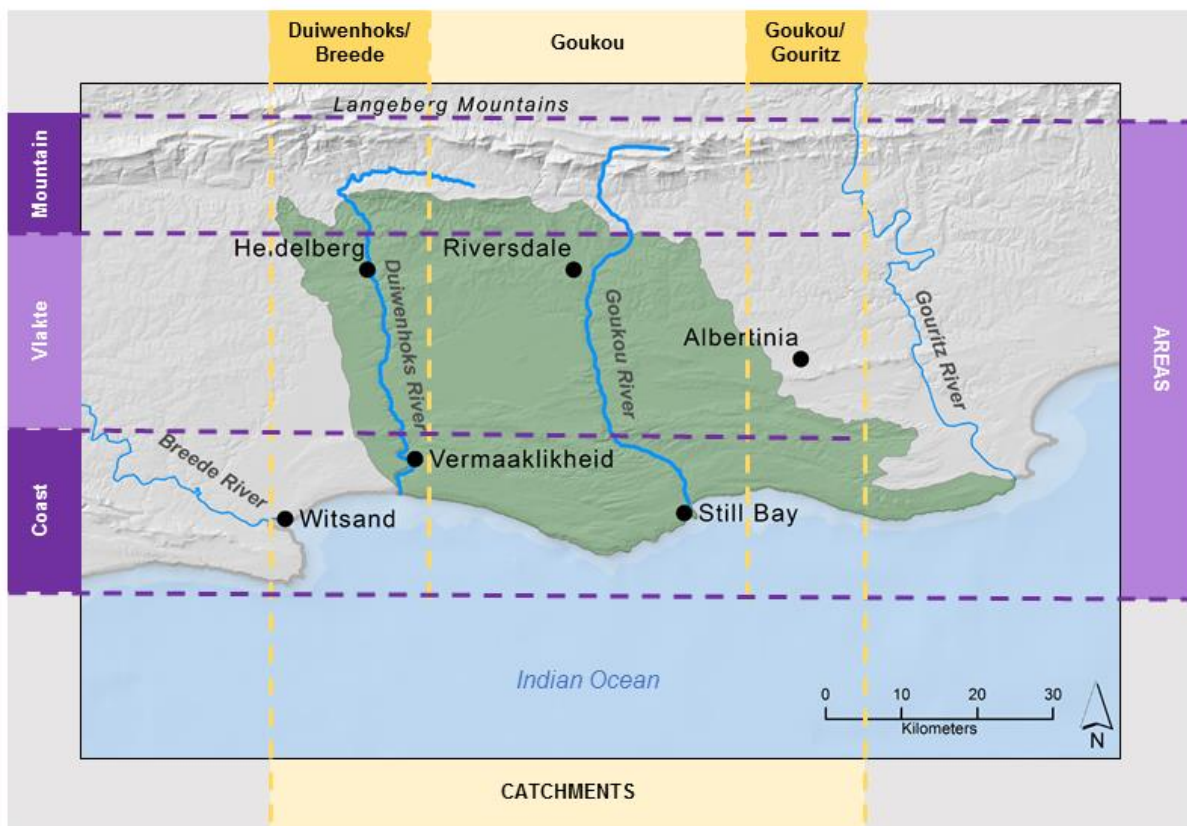 Duiwenhoks/
Breede
Goukou
Goukou/
Gouritz
Langeberg Mountains
Mountain
Heidelberg
Riversdale
Duiwenhoks River
Goukou River
Gouritz River
Vlakte
Albertinia
AREAS
Breede River
Vermaaklikheid
Coast
Witsand
Still Bay
Indian Ocean
0 10 20 30
Kilometers
N
CATCHMENTS